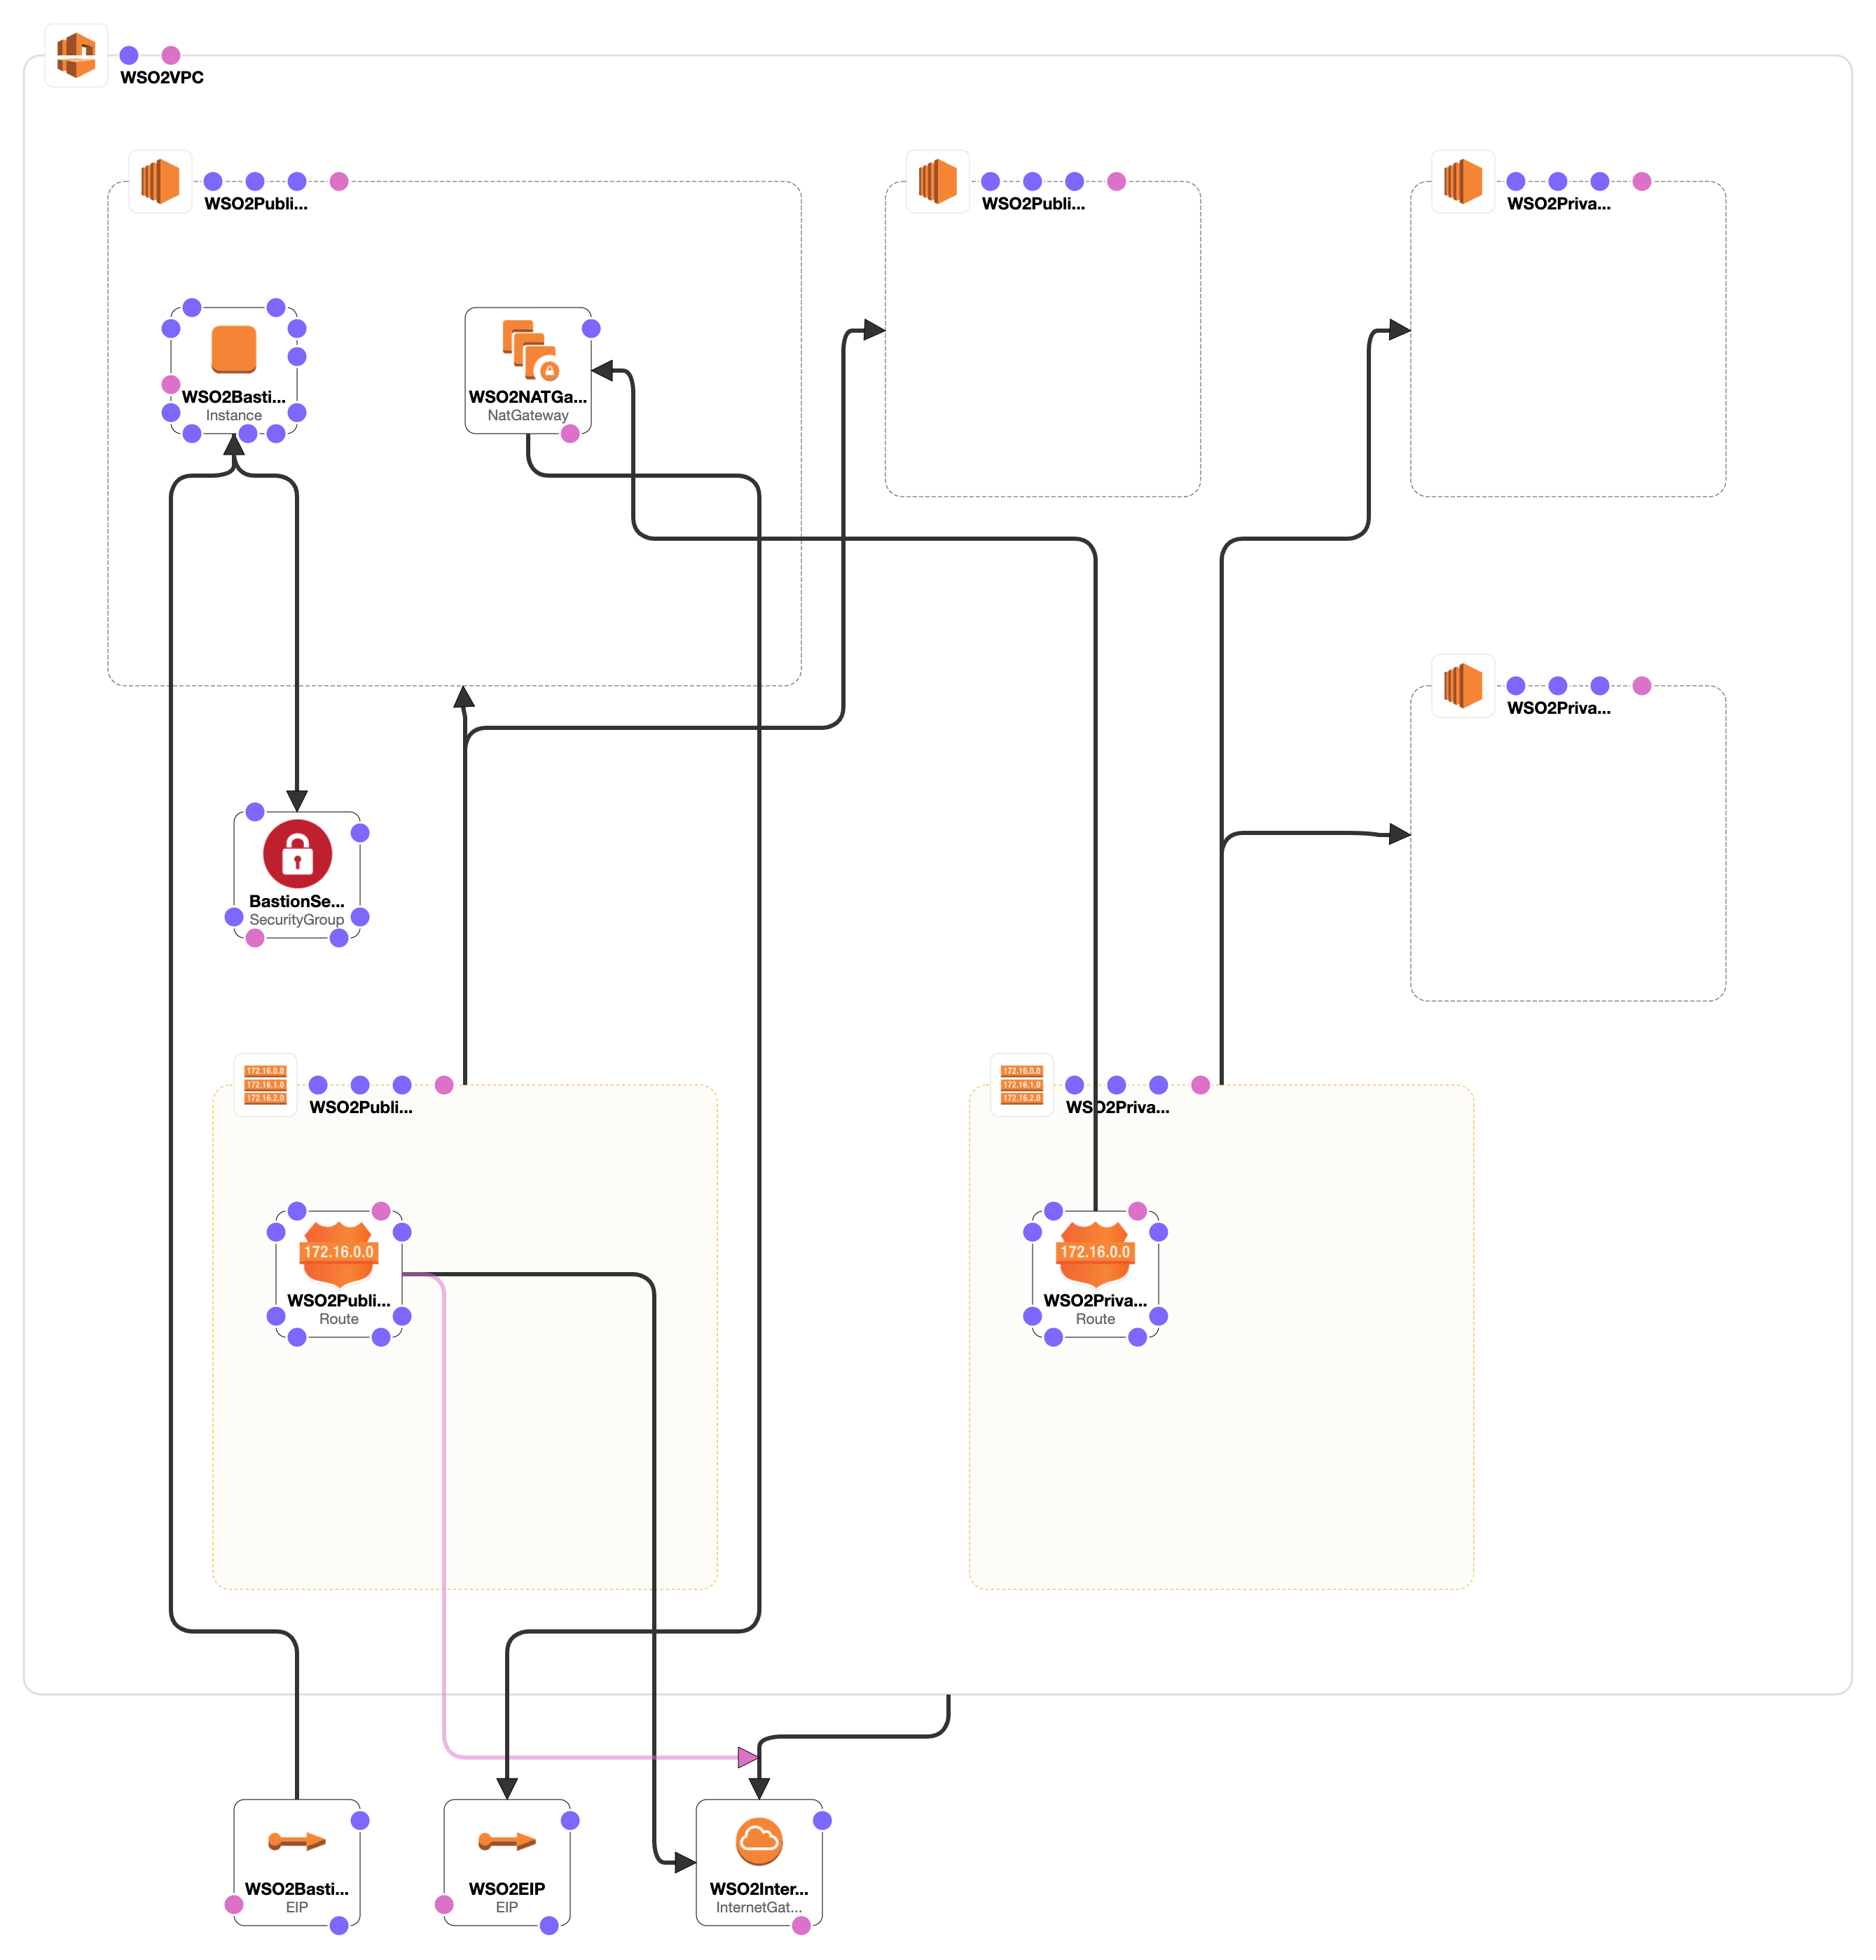 WSO2VPC
WSO2Publi...
WSO2Publi...
WSO2Priva...
WSO2Basti...
Instance
WSO2NATGa...
NatGateway
WSO2Priva...
BastionSe...
SecurityGroup
172.16.0.0
172.16.1.0
172.16.2.0
WSO2Publi...
172.16.0.0
172.16.1.0
172.16.2.0
WSO2Priva...
172.16.0.0
WSO2Publi...
Route
172.16.0.0
WSO2Priva...
Route
WSO2Basti...
EIP
WSO2EIP
EIP
WSO2Inter...
InternetGat...